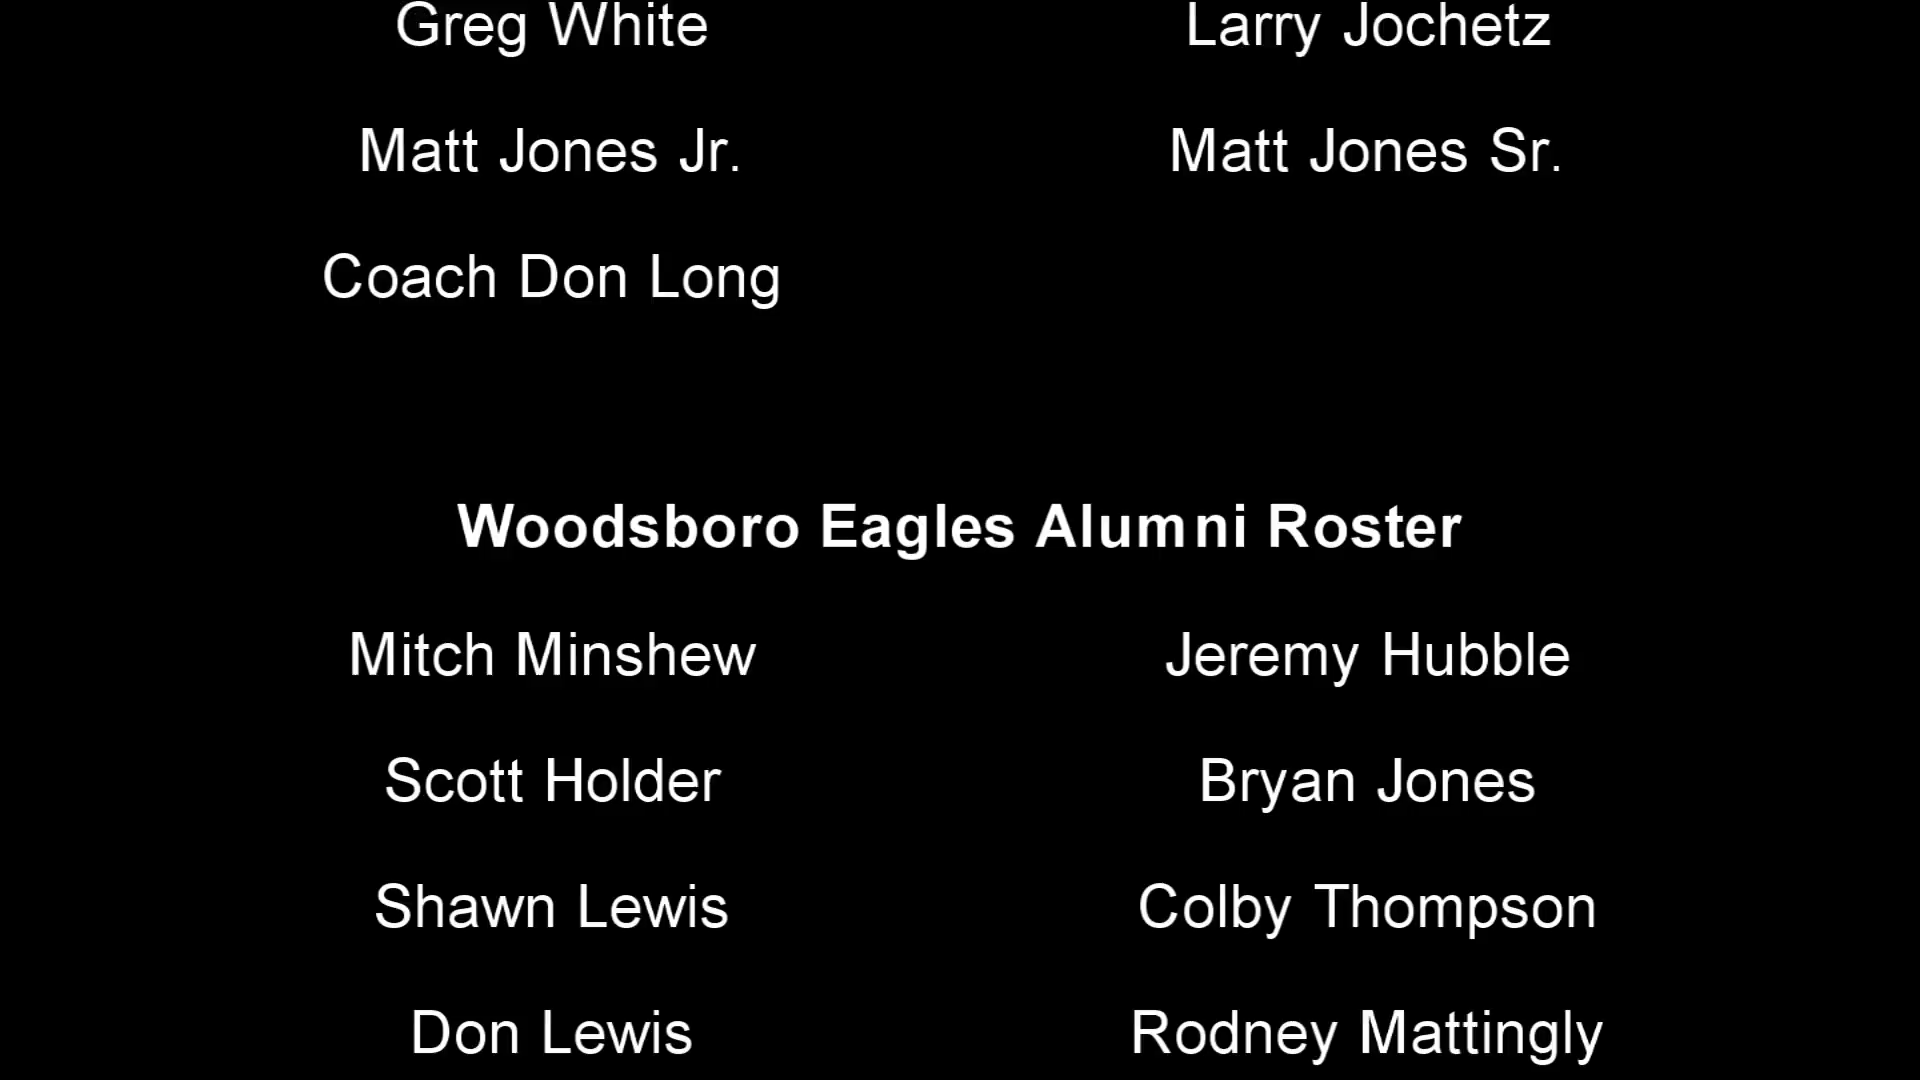 Greg White Larry Jochetz
Matt Jones Jr. Matt Jones Sr.
Coach Don Long
Woodsboro Eagles Alumni Roster
Mitch Minshew Jeremy Hubble
Scott Holder Bryan Jones
Shawn Lewis Colby Thompson
Don Lewis Rodney Mattingly